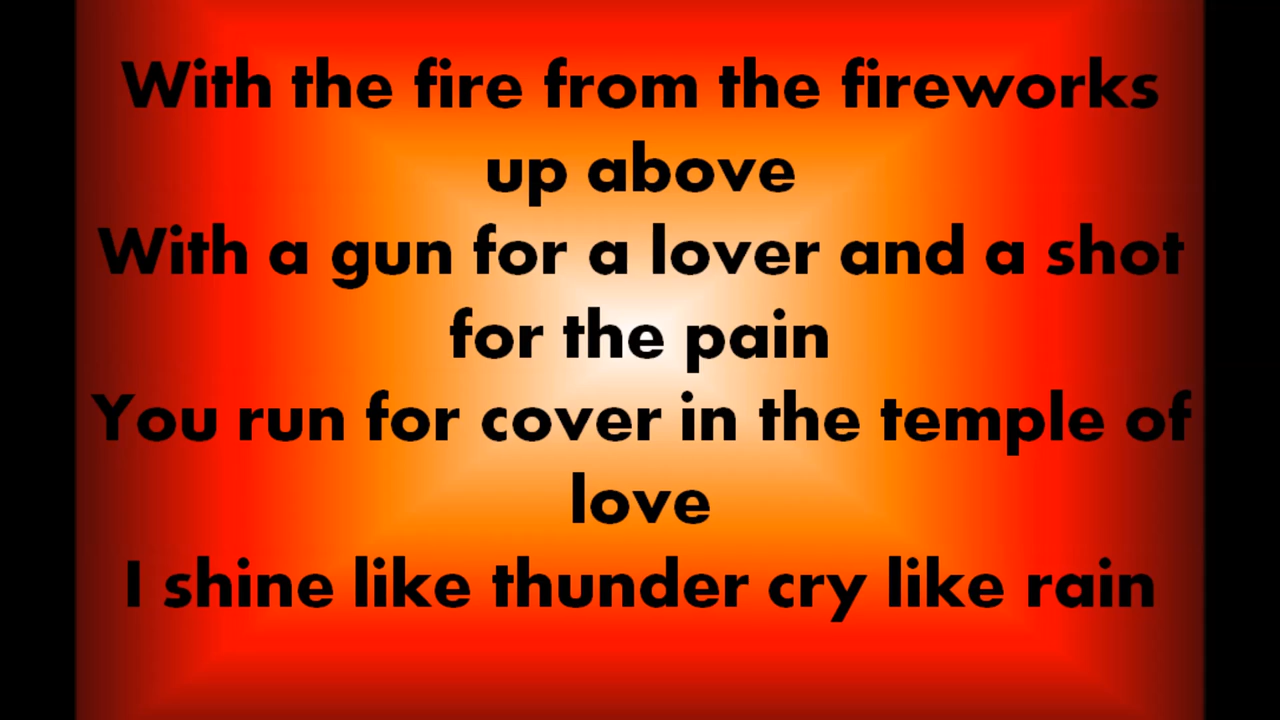 With the fire from the fireworks
up above
With a gun for a lover and a shot
for the pain
You run for cover in the temple of
love
I shine like thunder cry like rain